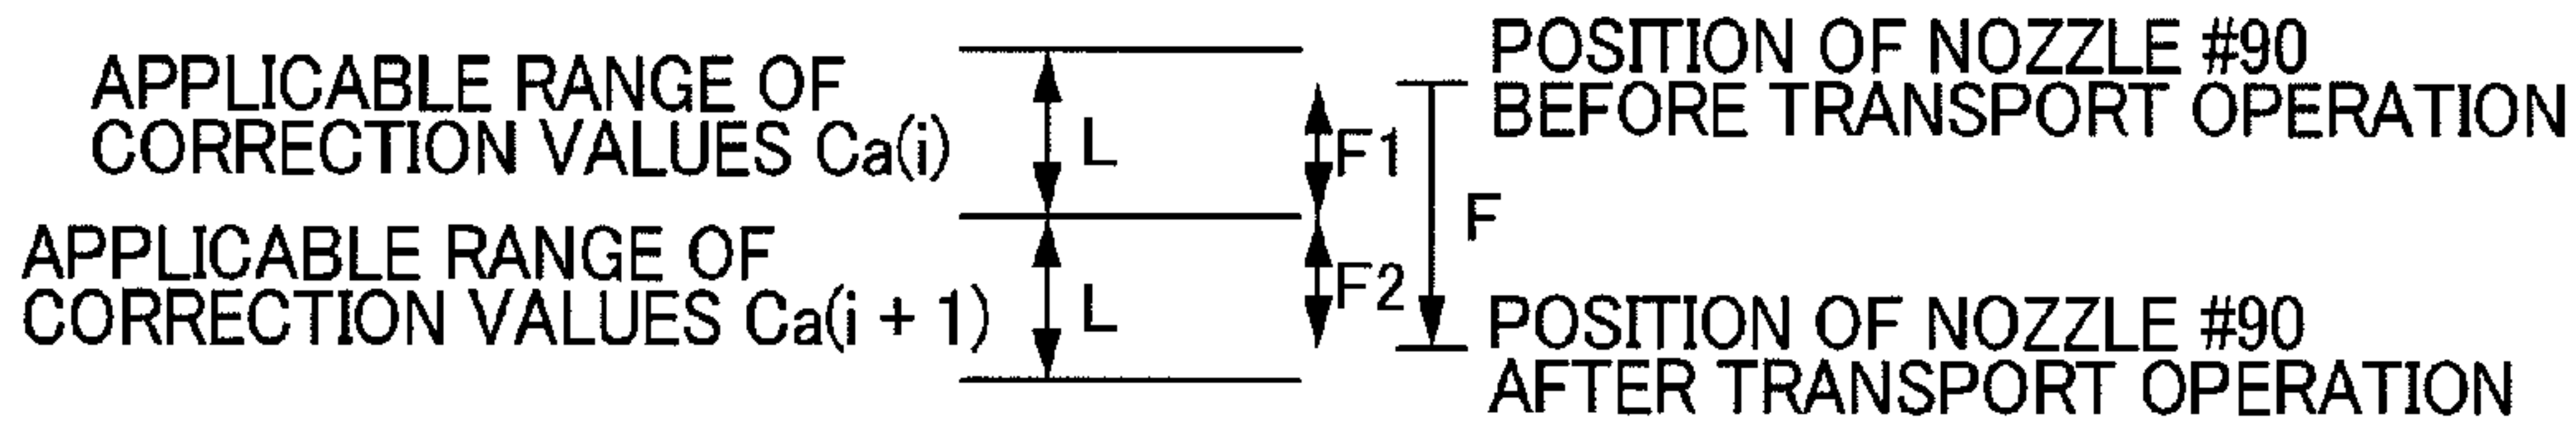 APPLICABLE RANGE OF
CORRECTION VALUES Ca(i)
L
F1
POSITION OF NOZZLE #90
BEFORE TRANSPORT OPERATION
F
APPLICABLE RANGE OF
CORRECTION VALUES Ca(i + 1)
L
F2
POSITION OF NOZZLE #90
AFTER TRANSPORT OPERATION